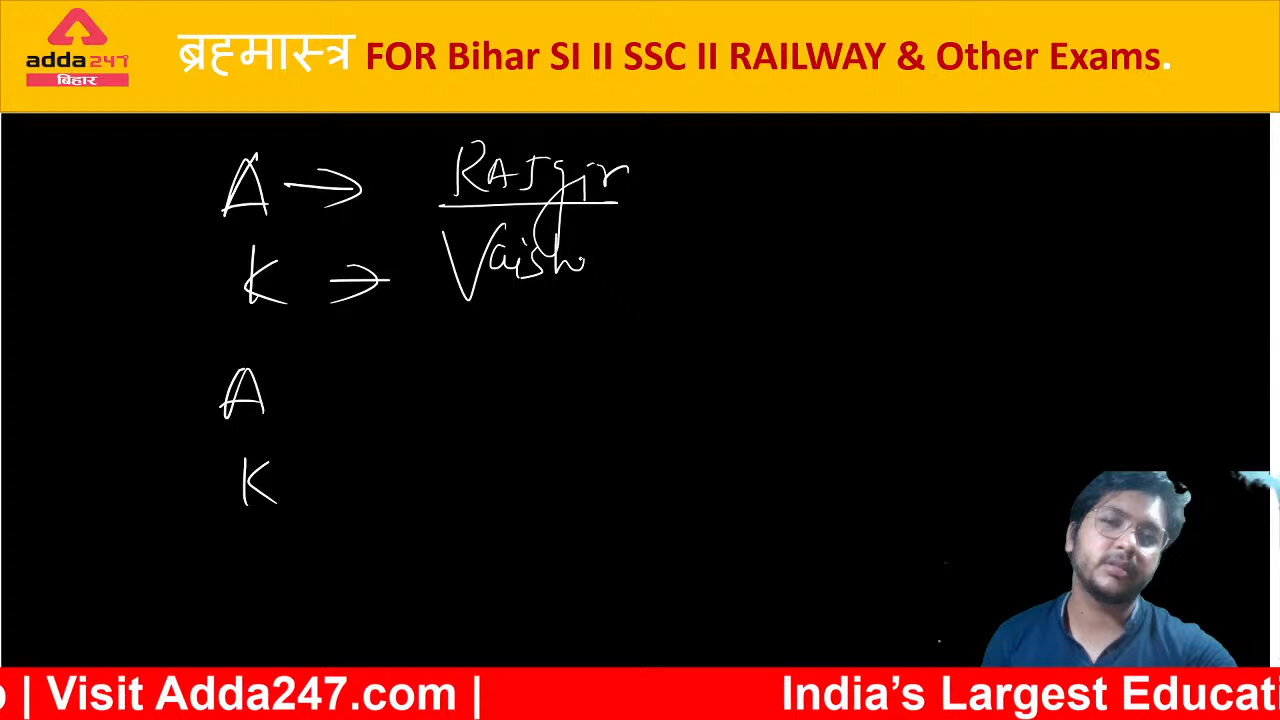 adda247
बिहार
ब्रह्मास्त्र FOR Bihar SI II SSC II RAILWAY & Other Exams.
A → RAJgir
K → Vaish
A
K
| Visit Adda247.com | India's Largest Educati